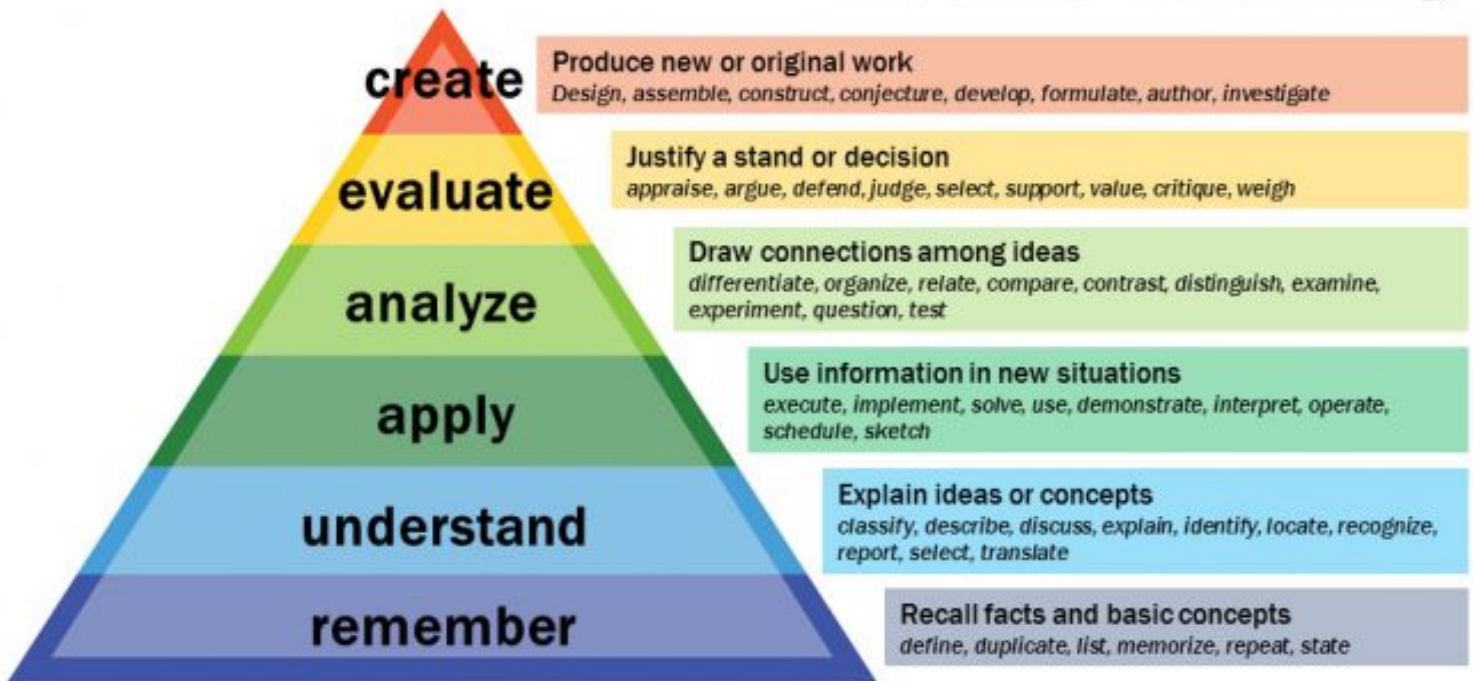 create
Produce new or original work
Design, assemble, construct, conjecture, develop, formulate, author, investigate
evaluate
Justify a stand or decision
appraise, argue, defend, judge, select, support, value, critique, weigh
analyze
Draw connections among ideas
differentiate, organize, relate, compare, contrast, distinguish, examine,
experiment, question, test
apply
Use information in new situations
execute, implement, solve, use, demonstrate, interpret, operate,
schedule, sketch
understand
Explain ideas or concepts
classify, describe, discuss, explain, identify, locate, recognize,
report, select, translate
remember
Recall facts and basic concepts
define, duplicate, list, memorize, repeat, state